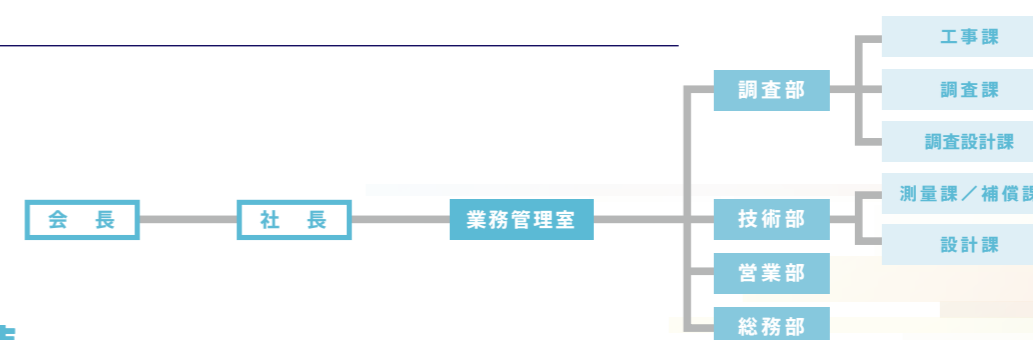 会　長
社　長
業務管理室
調査部
工事課
調査課
調査設計課
技術部
測量課／補償課
設計課
営業部
総務部